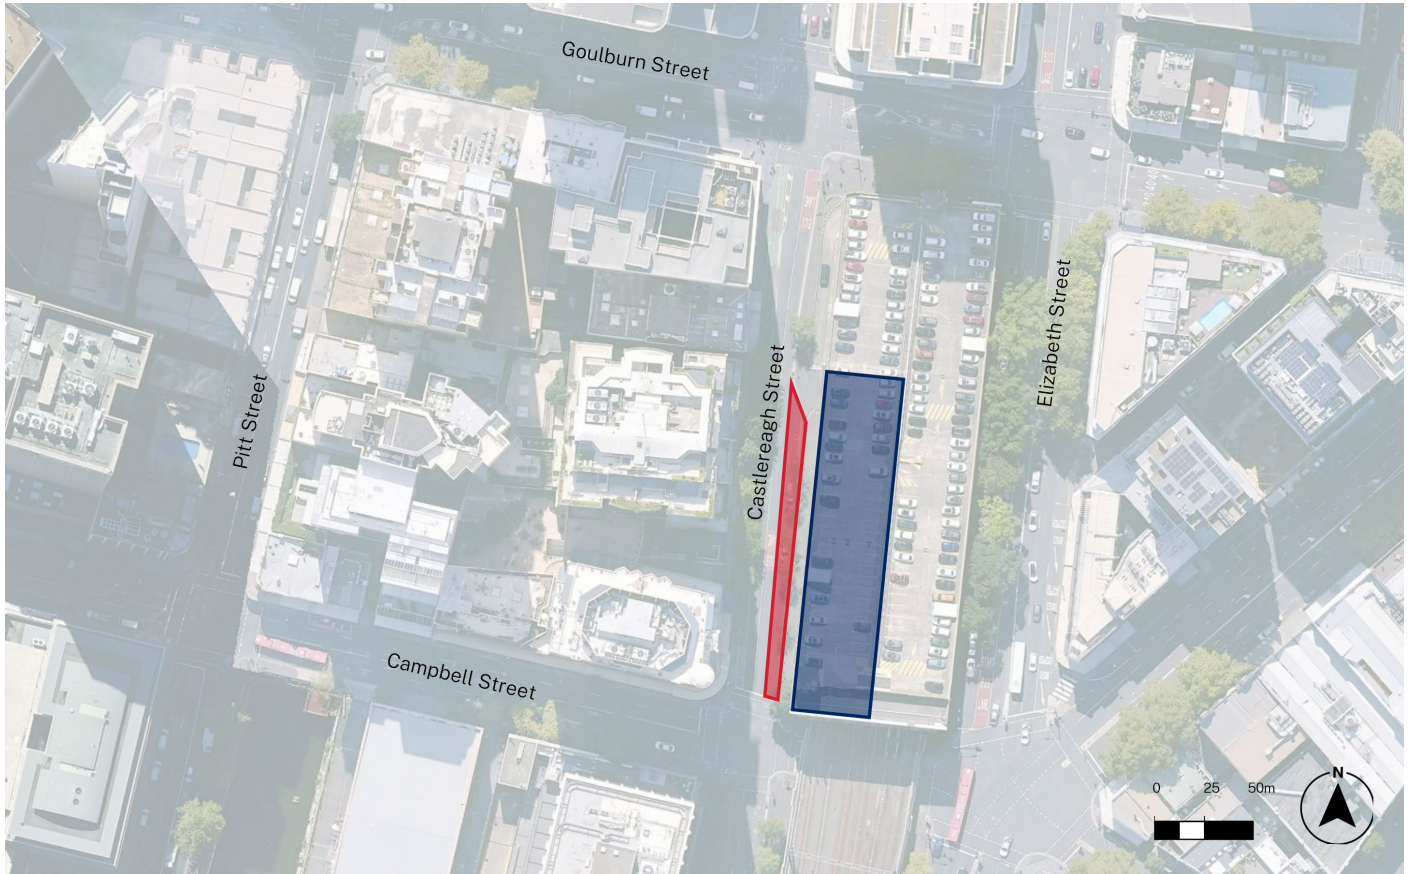 Goulburn Street
Elizabeth Street
Castlereagh Street
Pitt Street
Campbell Street
N
0 25 50m